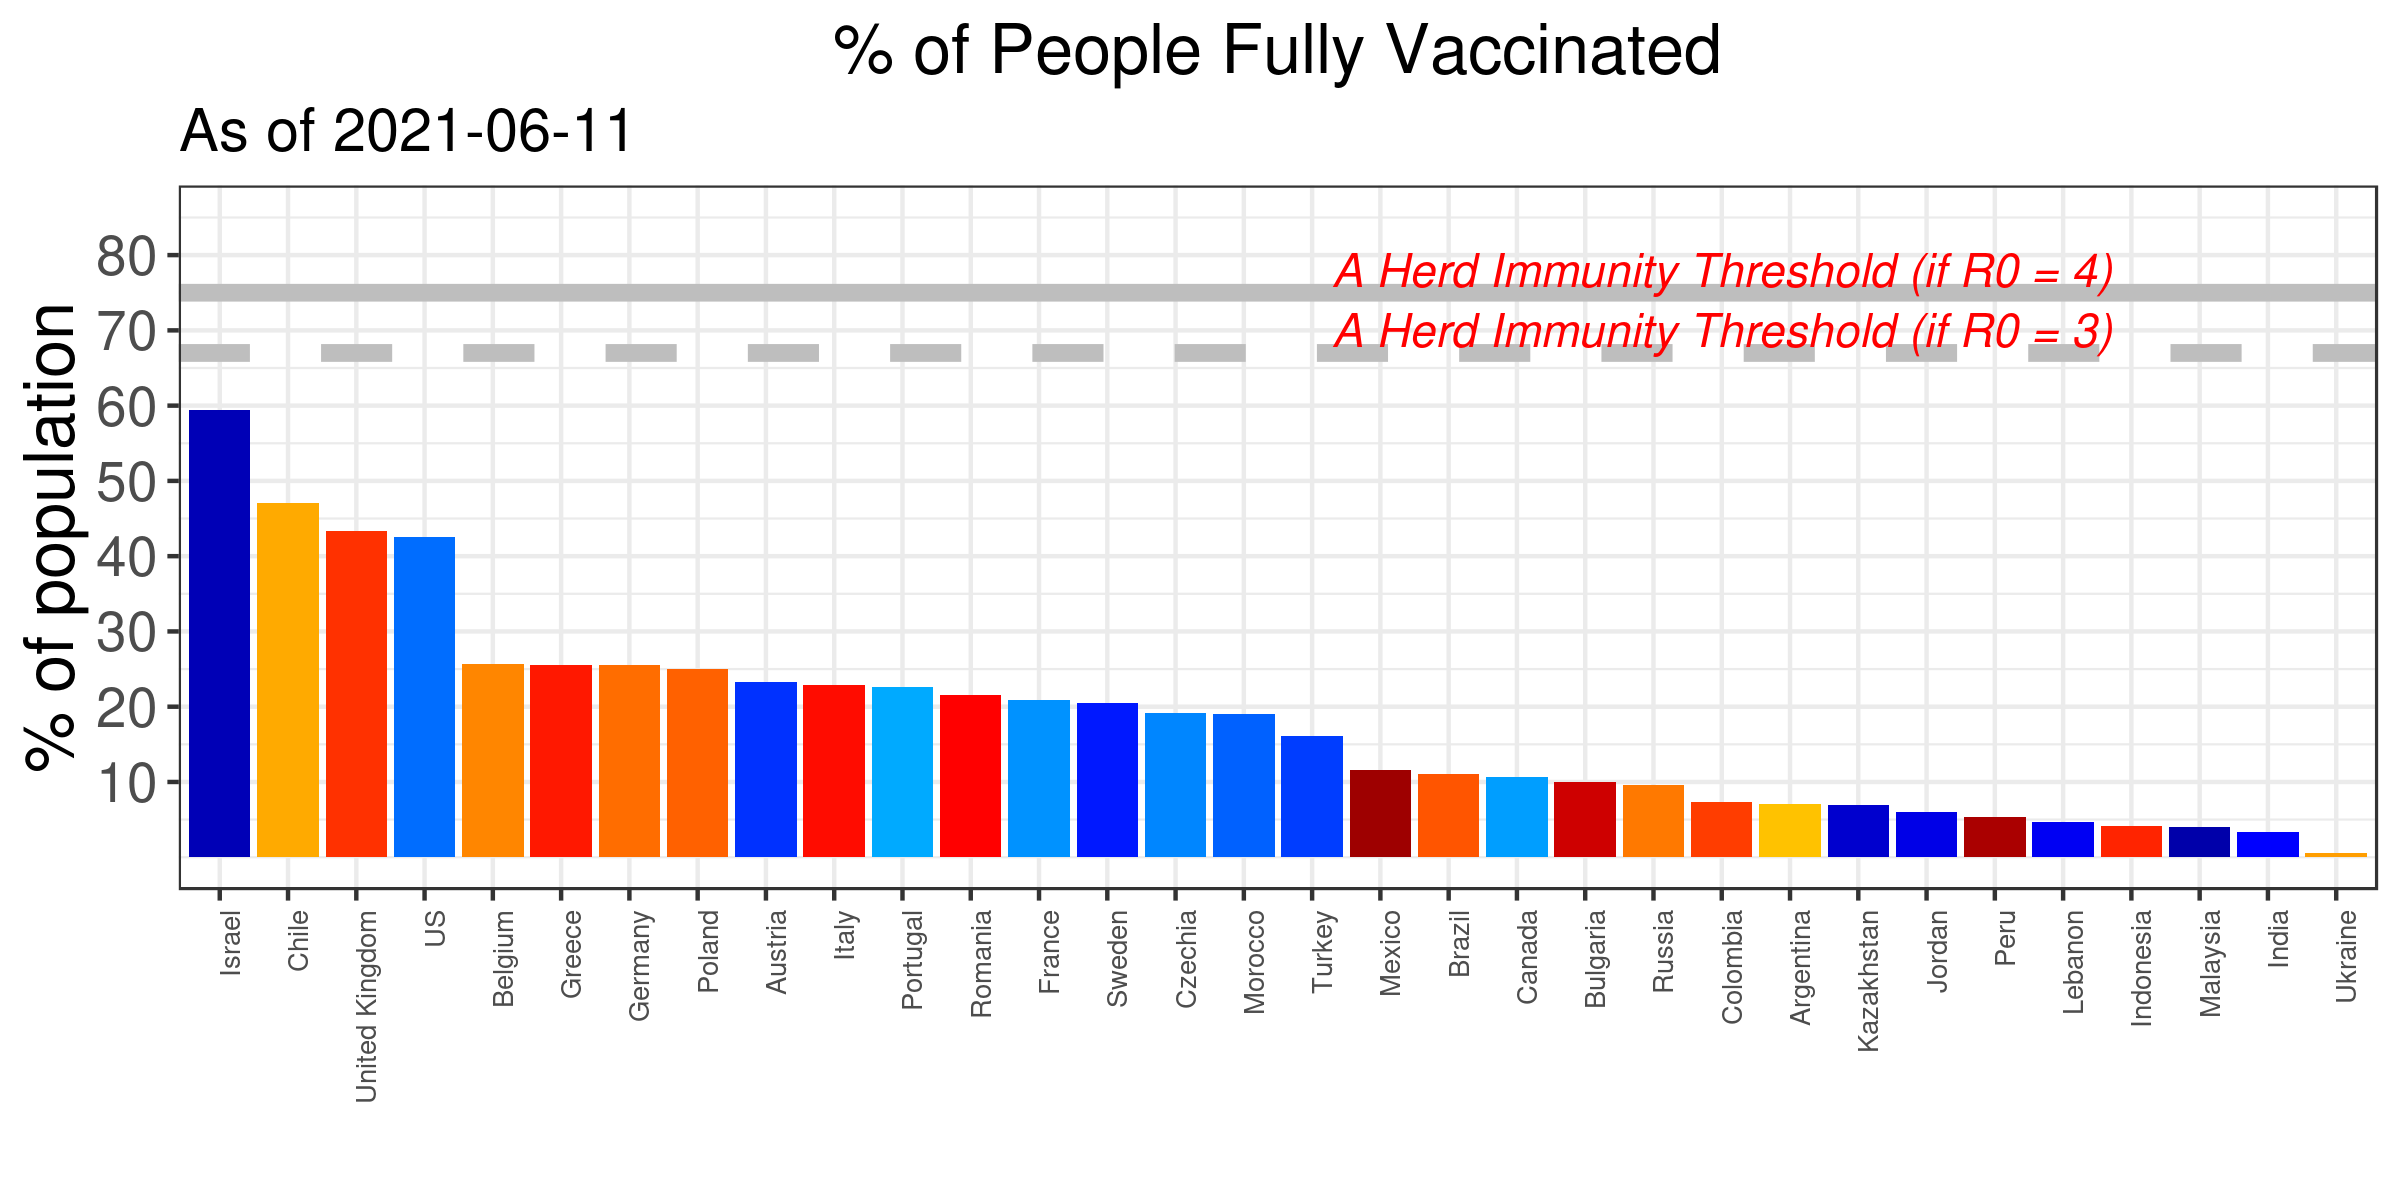 % of People Fully Vaccinated
As of 2021-06-11
% of population
80
70
60
50
40
30
20
10
A Herd Immunity Threshold (if R0 = 4)
A Herd Immunity Threshold (if R0 = 3)
Israel
Chile
United Kingdom
US
Belgium
Greece
Germany
Poland
Austria
Italy
Portugal
Romania
France
Sweden
Czechia
Morocco
Turkey
Mexico
Brazil
Canada
Bulgaria
Russia
Colombia
Argentina
Kazakhstan
Jordan
Peru
Lebanon
Indonesia
Malaysia
India
Ukraine